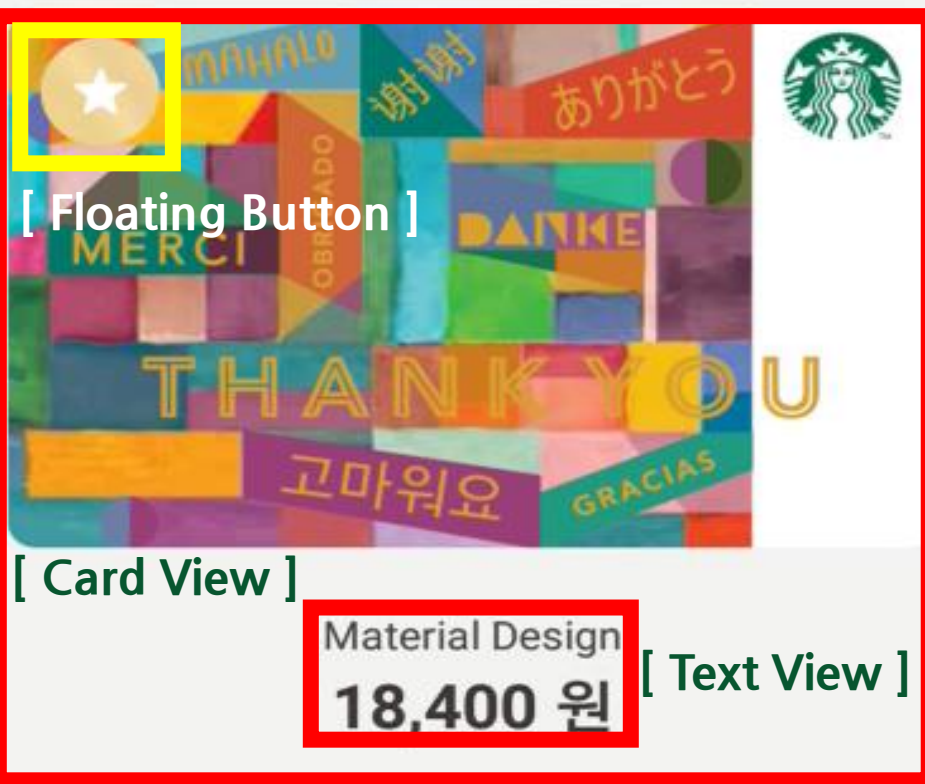 MAHALO
谢谢
ありがとう
TM
[ Floating Button ]
OBRIGADO
MERCI
DANKE
THANK YOU
고마워요
GRACIAS
[ Card View ]
Material Design
[ Text View ]
18,400 원